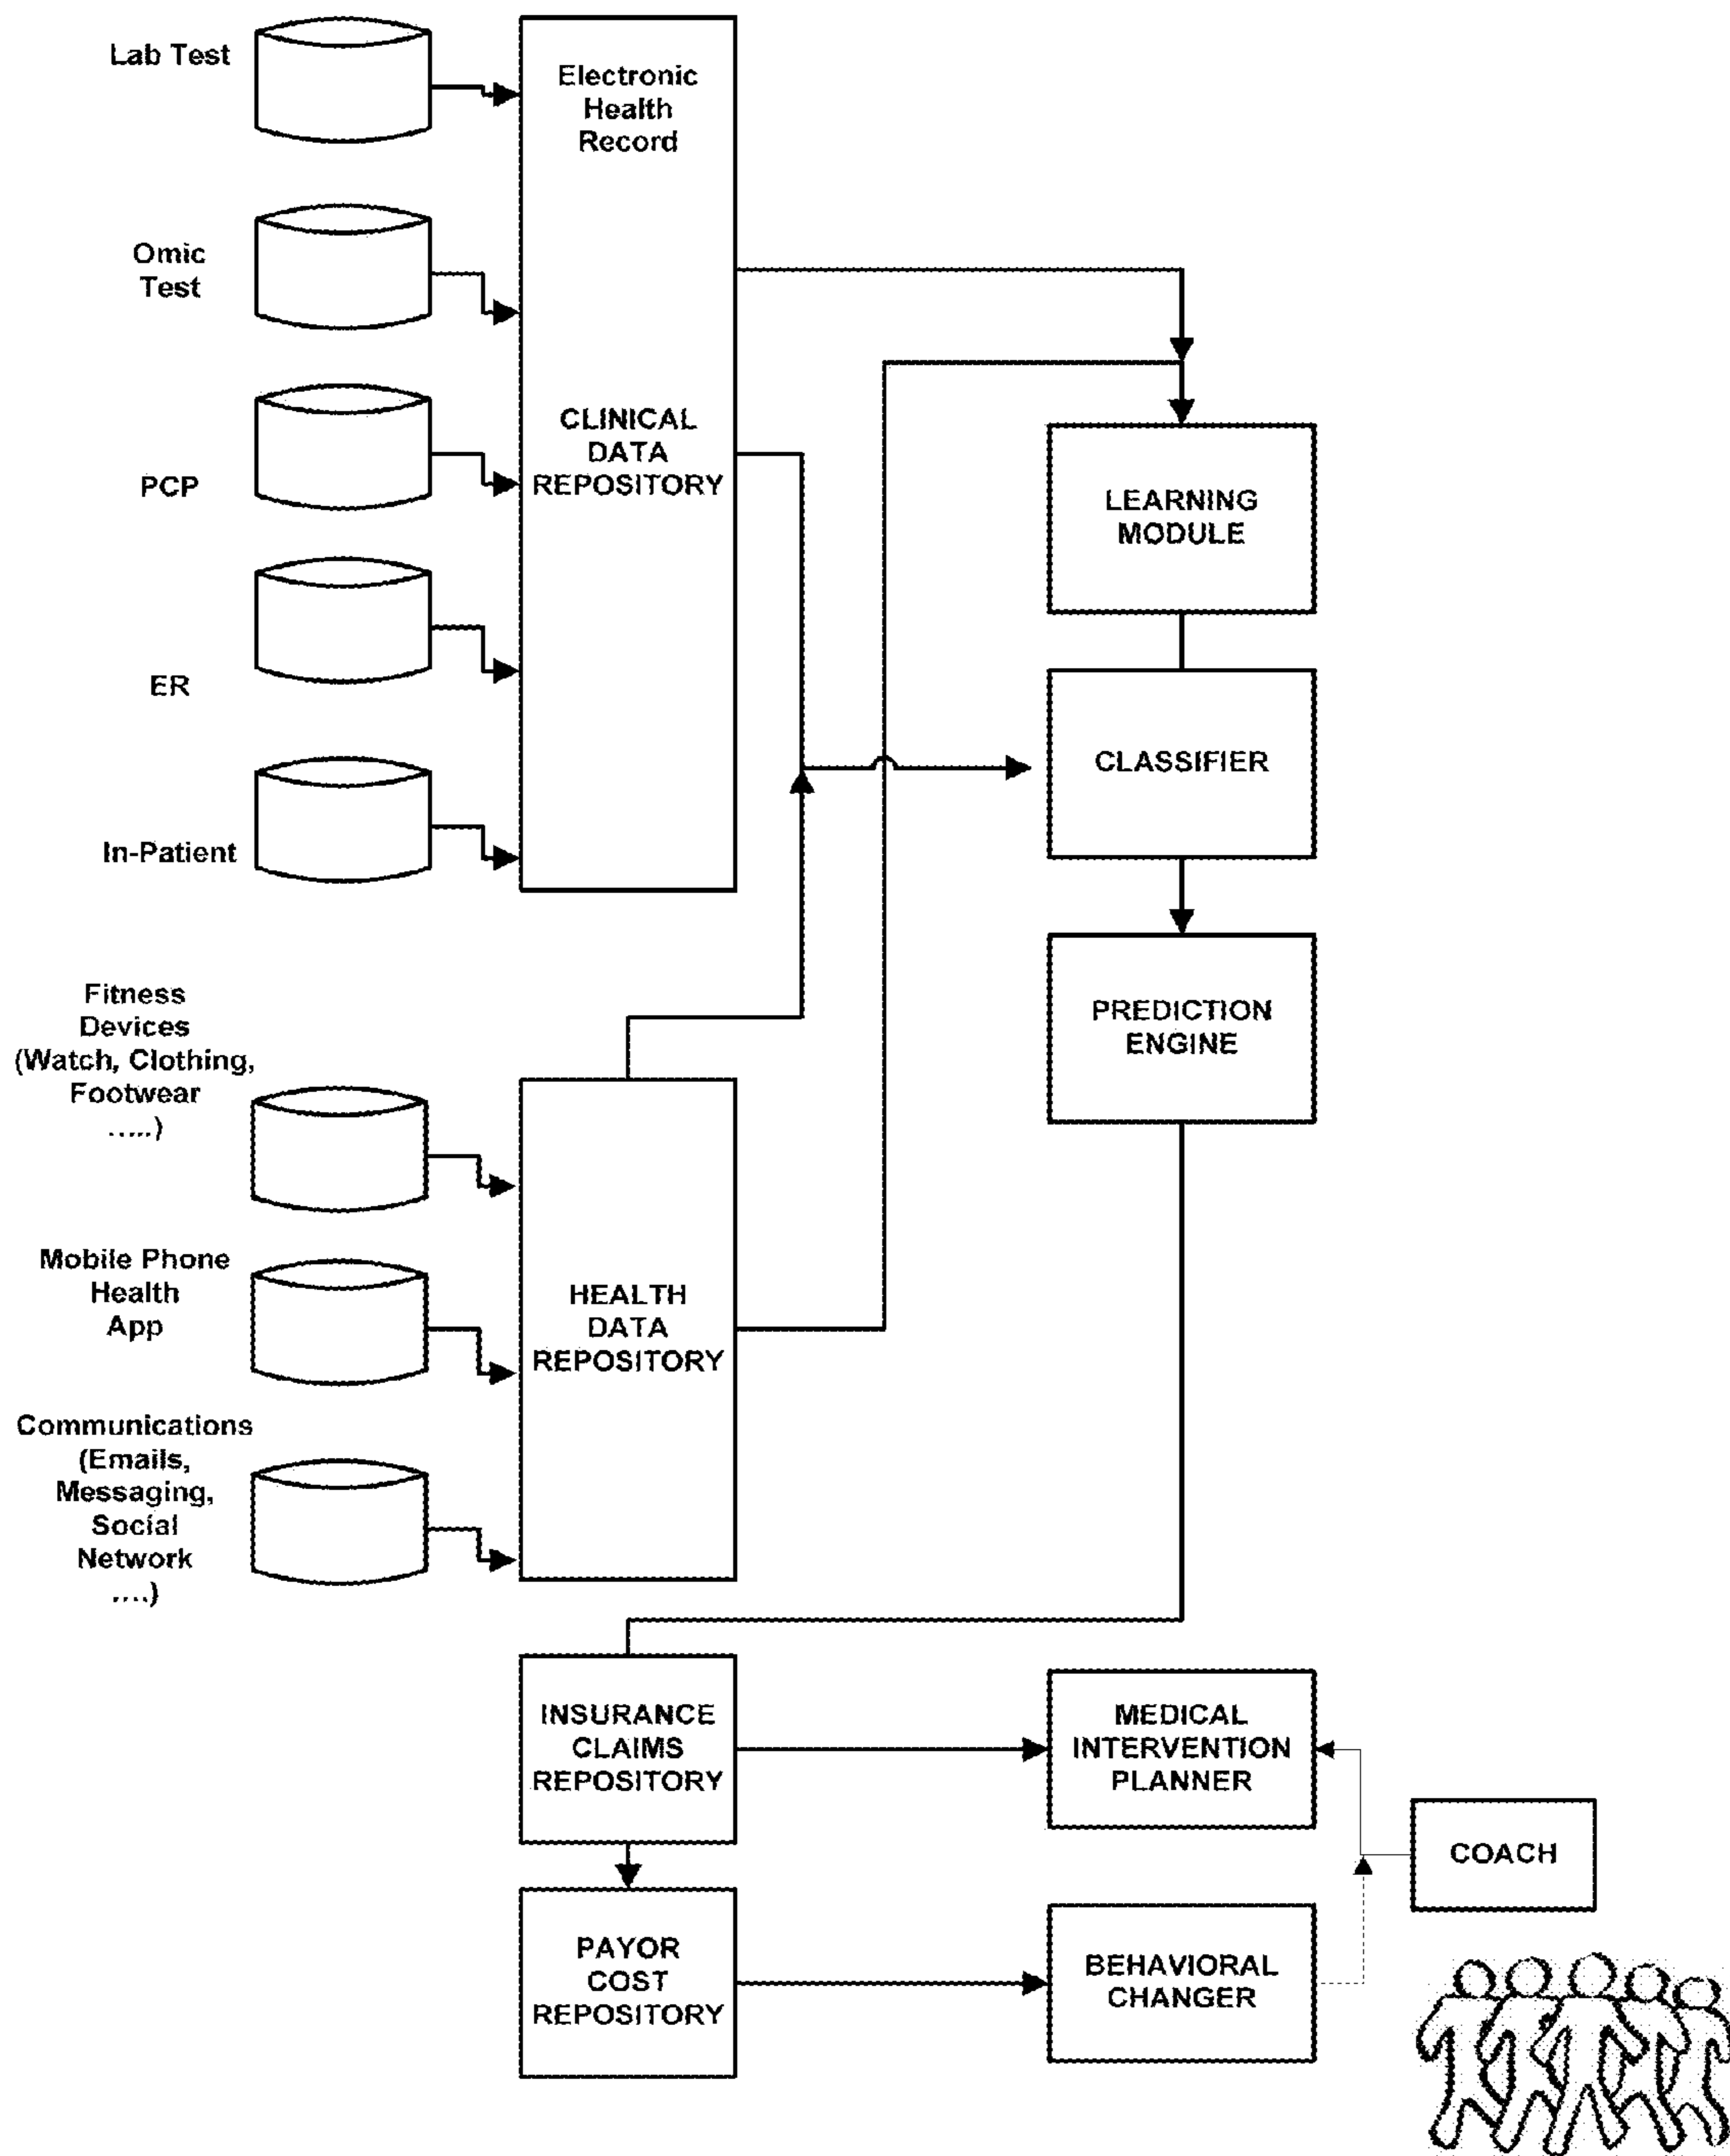 Lab Test
Electronic
Health
Record
Omic
Test
CLINICAL
DATA
REPOSITORY
PCP
LEARNING
MODULE
ER
CLASSIFIER
In-Patient
Fitness
Devices
(Watch, Clothing,
Footwear
.....)
PREDICTION
ENGINE
Mobile Phone
Health
App
HEALTH
DATA
REPOSITORY
Communications
(Emails,
Messaging,
Social
Network
....)
INSURANCE
CLAIMS
REPOSITORY
MEDICAL
INTERVENTION
PLANNER
COACH
PAYOR
COST
REPOSITORY
BEHAVIORAL
CHANGER